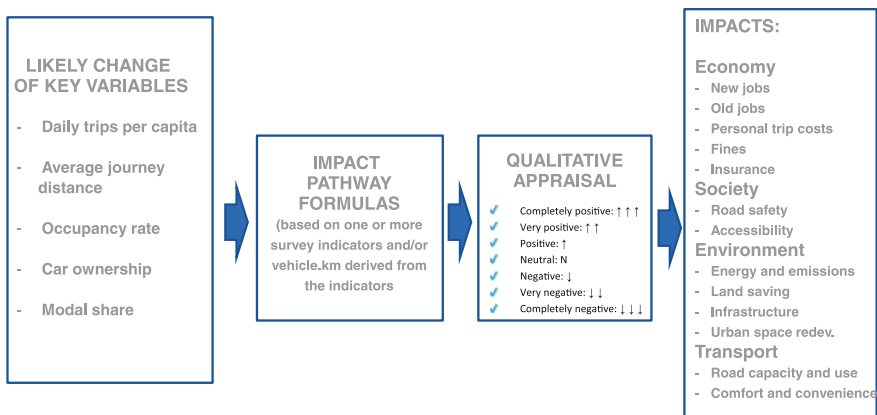 LIKELY CHANGE
OF KEY VARIABLES
- Daily trips per capita
- Average journey
distance
- Occupancy rate
- Car ownership
- Modal share
IMPACT
PATHWAY
FORMULAS
(based on one or more
survey indicators and/or
vehicle.km derived from
the indicators
QUALITATIVE
APPRAISAL
✔ Completely positive: ↑ ↑ ↑
✔ Very positive: ↑ ↑
✔ Positive: ↑
✔ Neutral: N
✔ Negative: ↓
✔ Very negative: ↓ ↓
✔ Completely negative: ↓ ↓ ↓
IMPACTS:
Economy
- New jobs
- Old jobs
- Personal trip costs
- Fines
- Insurance
Society
- Road safety
- Accessibility
Environment
- Energy and emissions
- Land saving
- Infrastructure
- Urban space redev.
Transport
- Road capacity and use
- Comfort and convenience